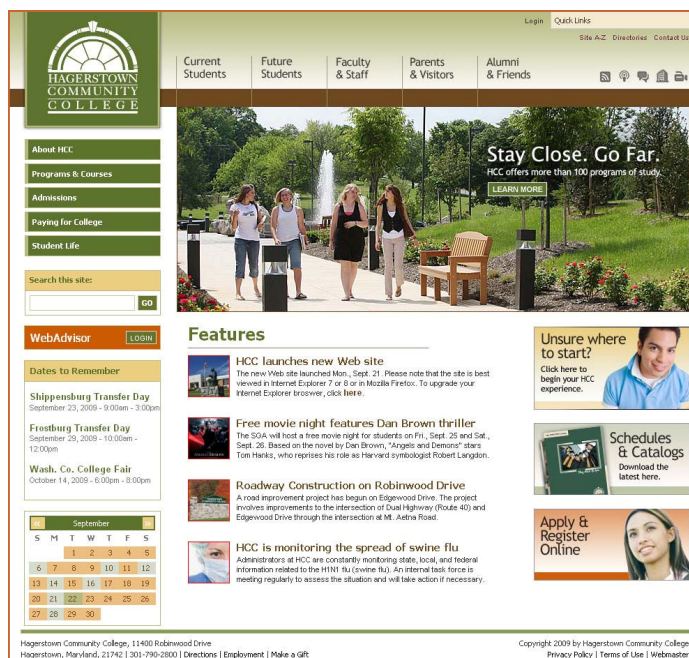 Login
Quick Links
Site A-Z Directories Contact Us
HAGERSTOWN
COMMUNITY
COLLEGE
Current
Students
Future
Students
Faculty
& Staff
Parents
& Visitors
Alumni
& Friends
About HCC
Programs & Courses
Admissions
Paying for College
Student Life
Stay Close. Go Far.
HCC offers more than 100 programs of study.
LEARN MORE
Search this site:
GO
WebAdvisor
LOGIN
Dates to Remember
Shippensburg Transfer Day
September 23, 2009 - 9:00am - 3:00pm
Frostburg Transfer Day
September 29, 2009 - 10:00am -
12:00pm
Wash. Co. College Fair
October 14, 2009 - 6:00pm - 8:00pm
« September »
S M T W T F S
1 2 3 4 5
6 7 8 9 10 11 12
13 14 15 16 17 18 19
20 21 22 23 24 25 26
27 28 29 30
Features
HCC launches new Web site
The new Web site launched Mon., Sept. 21. Please note that the site is best
viewed in Internet Explorer 7 or 8 or in Mozilla Firefox. To upgrade your
Internet Explorer broswer, click here.
Free movie night features Dan Brown thriller
The SGA will host a free movie night for students on Fri., Sept. 25 and Sat.,
Sept. 26. Based on the novel by Dan Brown, "Angels and Demons" stars
Tom Hanks, who reprises his role as Harvard symbologist Robert Langdon.
Roadway Construction on Robinwood Drive
A road improvement project has begun on Edgewood Drive. The project
involves improvements to the intersection of Dual Highway (Route 40) and
Edgewood Drive through the intersection at Mt. Aetna Road.
HCC is monitoring the spread of swine flu
Administrators at HCC are constantly monitoring state, local, and federal
information related to the H1N1 flu (swine flu). An internal task force is
meeting regularly to assess the situation and will take action if necessary.
Unsure where
to start?
Click here to
begin your HCC
experience.
Schedules
& Catalogs
Download the
latest here.
Apply &
Register
Online
Hagerstown Community College, 11400 Robinwood Drive
Hagerstown, Maryland, 21742 | 301-790-2800 | Directions | Employment | Make a Gift
Copyright 2009 by Hagerstown Community College
Privacy Policy | Terms of Use | Webmaster